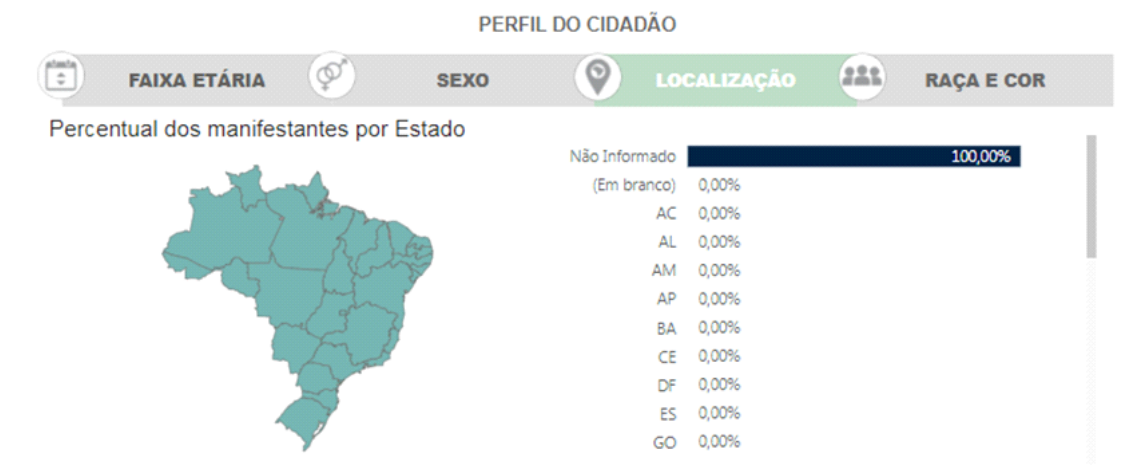 PERFIL DO CIDADÃO
FAIXA ETÁRIA SEXO LOCALIZAÇÃO RAÇA E COR
Percentual dos manifestantes por Estado
Não Informado 100,00%
(Em branco) 0,00%
AC 0,00%
AL 0,00%
AM 0,00%
AP 0,00%
BA 0,00%
CE 0,00%
DF 0,00%
ES 0,00%
GO 0,00%